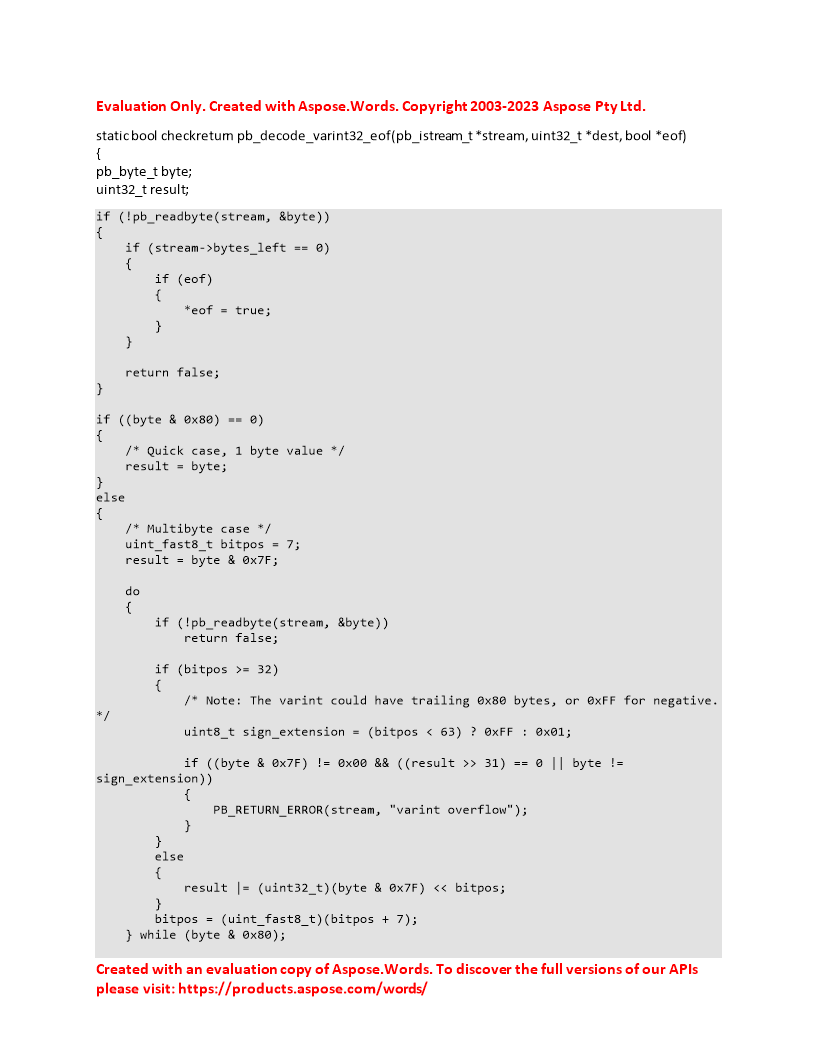 Evaluation Only. Created with Aspose.Words. Copyright 2003-2023 Aspose Pty Ltd.
static bool checkreturn pb_decode_varint32_eof(pb_istream_t *stream, uint32_t *dest, bool *eof)
{
pb_byte_t byte;
uint32_t result;
if (!pb_readbyte(stream, &byte))
{
    if (stream->bytes_left == 0)
    {
        if (eof)
        {
            *eof = true;
        }
    }

    return false;
}

if ((byte & 0x80) == 0)
{
    /* Quick case, 1 byte value */
    result = byte;
}
else
{
    /* Multibyte case */
    uint_fast8_t bitpos = 7;
    result = byte & 0x7F;

    do
    {
        if (!pb_readbyte(stream, &byte))
            return false;

        if (bitpos >= 32)
        {
            /* Note: The varint could have trailing 0x80 bytes, or 0xFF for negative.
*/
            uint8_t sign_extension = (bitpos < 63) ? 0xFF : 0x01;

            if ((byte & 0x7F) != 0x00 && ((result >> 31) == 0 || byte !=
sign_extension))
            {
                PB_RETURN_ERROR(stream, "varint overflow");
            }
        }
        else
        {
            result |= (uint32_t)(byte & 0x7F) << bitpos;
        }
        bitpos = (uint_fast8_t)(bitpos + 7);
    } while (byte & 0x80);
Created with an evaluation copy of Aspose.Words. To discover the full versions of our APIs
please visit: https://products.aspose.com/words/